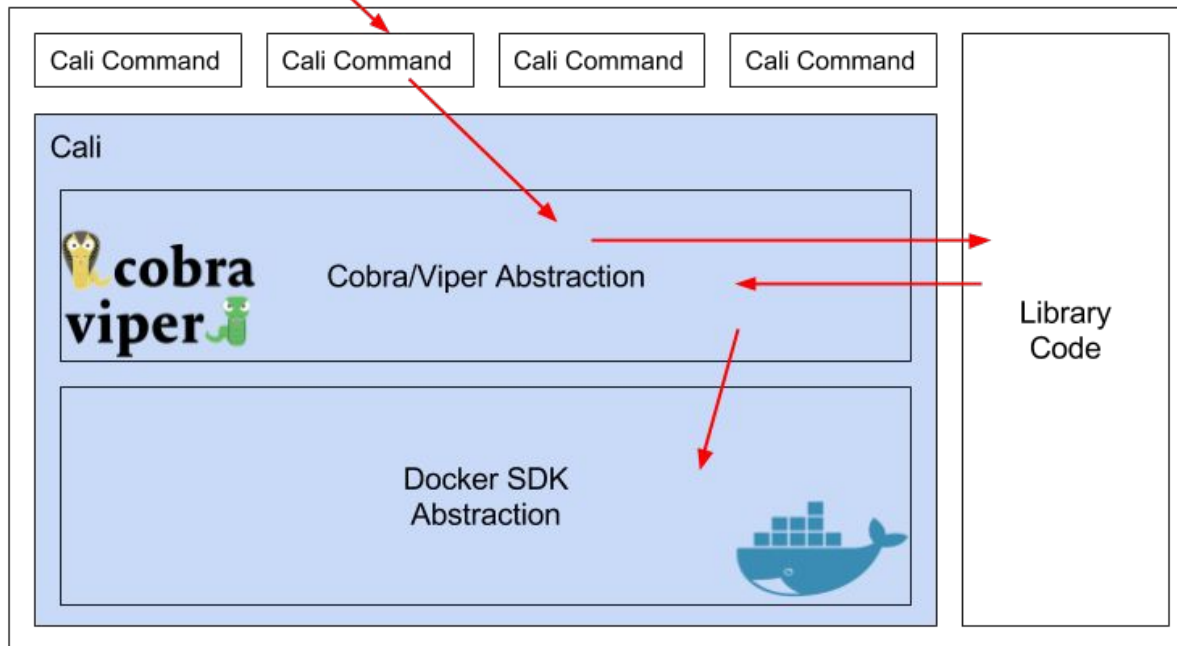 Cali Command
Cali Command
Cali Command
Cali Command
Cali
cobra
viper
Cobra/Viper Abstraction
Library
Code
Docker SDK
Abstraction